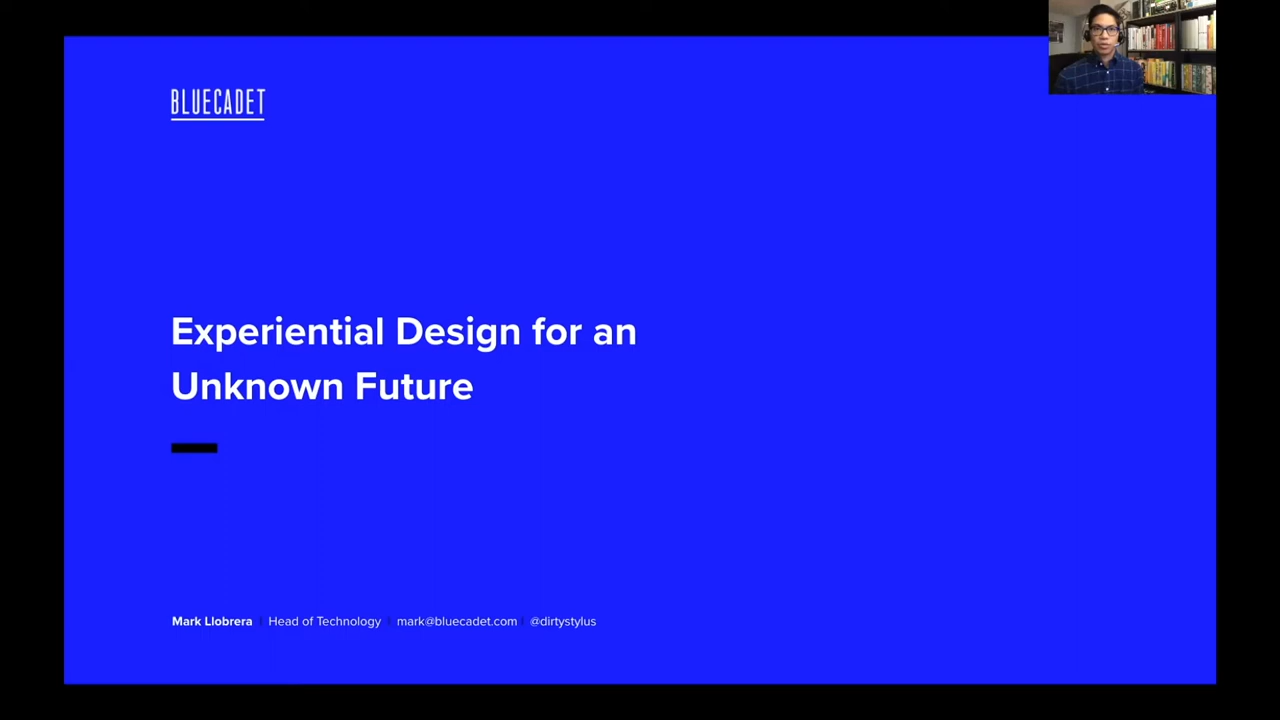 BLUECADET
Experiential Design for an
Unknown Future
Mark Llobrera | Head of Technology | mark@bluecadet.com | @dirtystylus